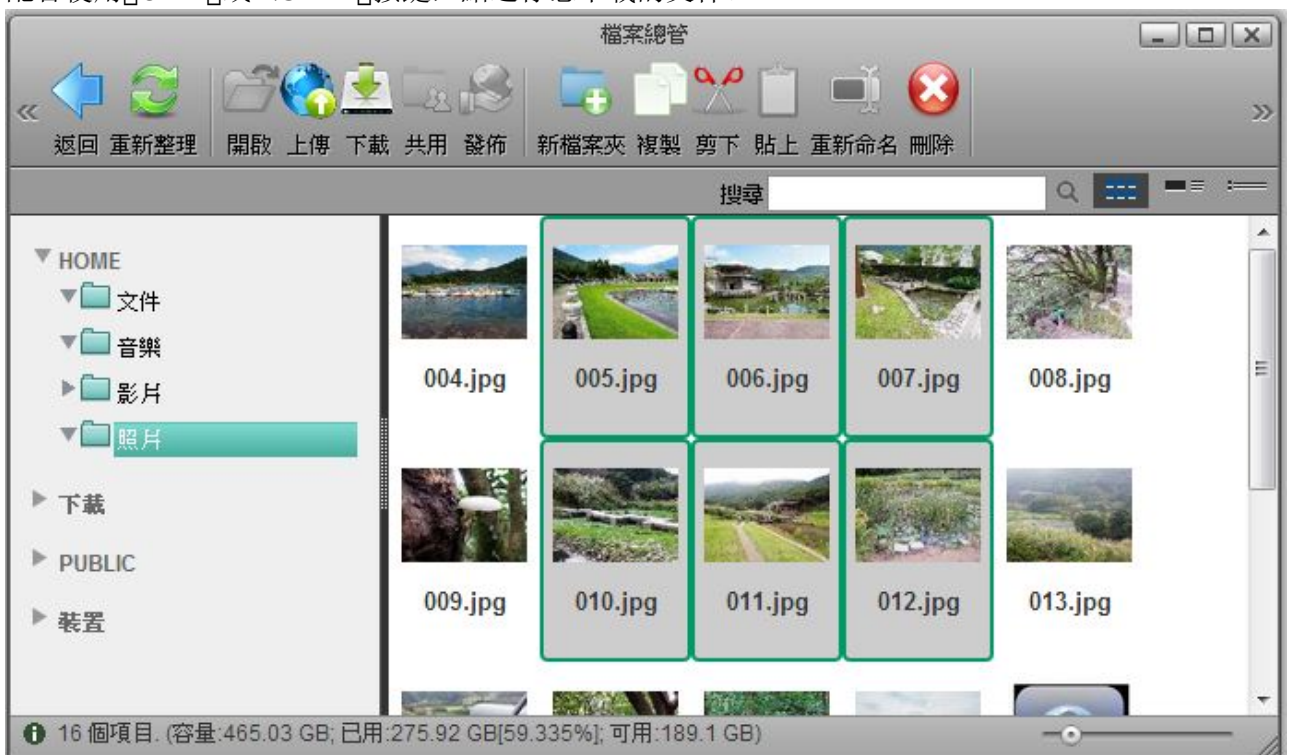 檔案總管
返回 重新整理 開啟 上傳 下載 共用 發佈 新檔案夾 複製 剪下 貼上 重新命名 刪除
搜尋
HOME
文件
音樂
影片
照片
下載
PUBLIC
裝置
004.jpg 005.jpg 006.jpg 007.jpg 008.jpg
009.jpg 010.jpg 011.jpg 012.jpg 013.jpg
16 個項目. (容量:465.03 GB; 已用:275.92 GB[59.335%]; 可用:189.1 GB)